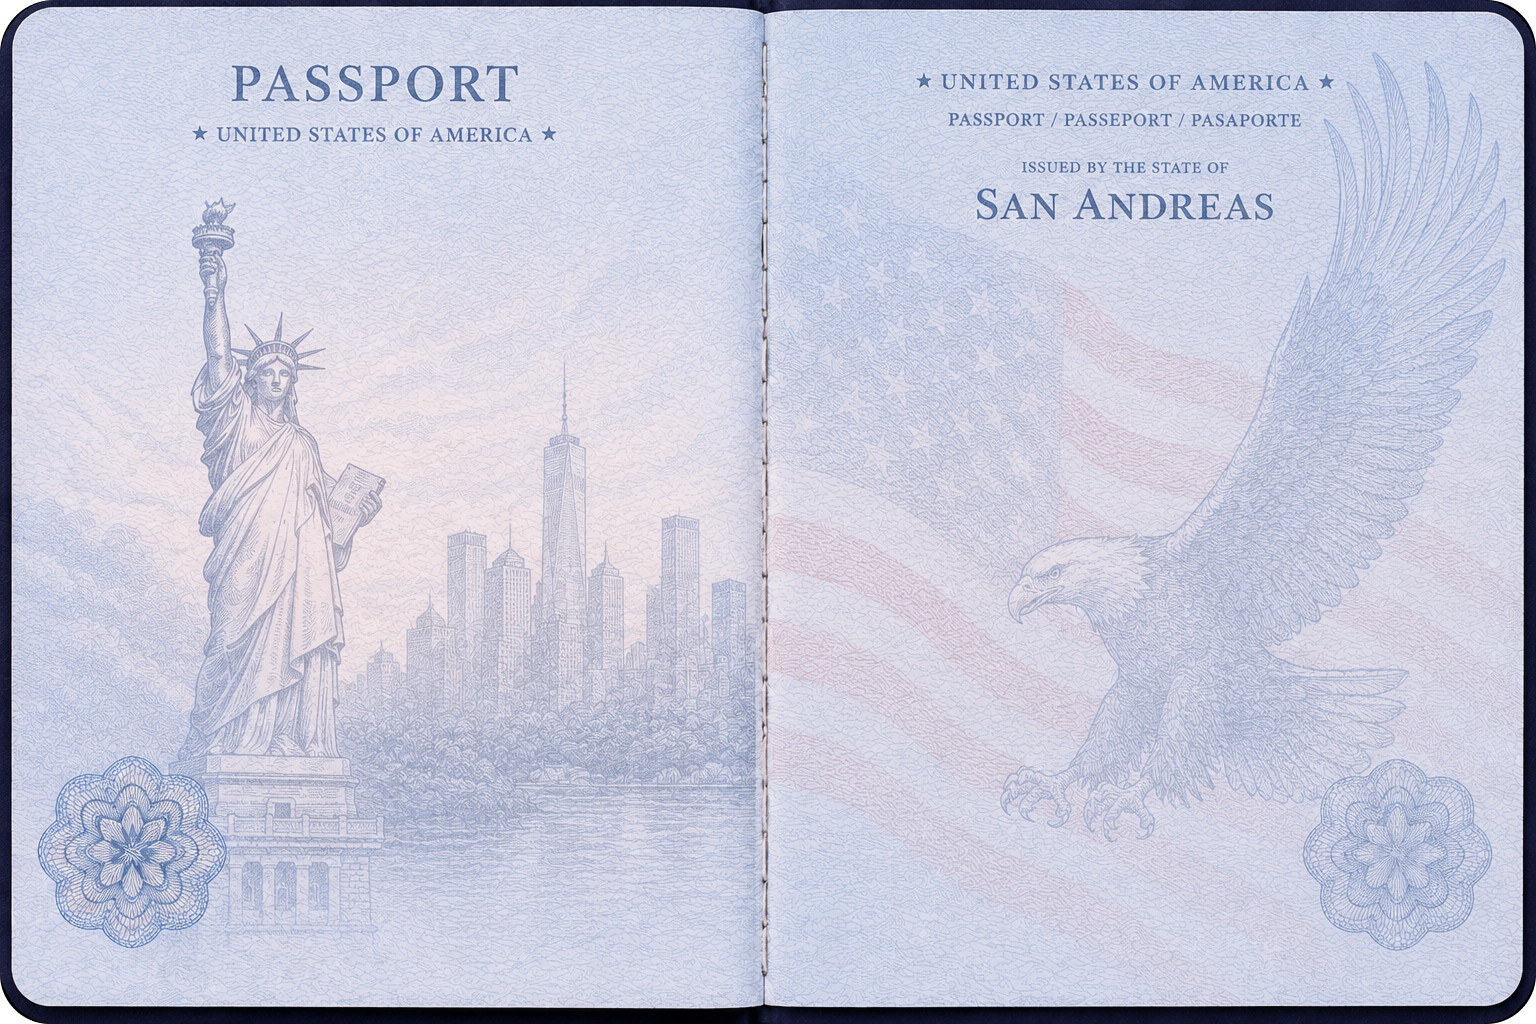 PASSPORT
★ UNITED STATES OF AMERICA ★
★ UNITED STATES OF AMERICA ★
PASSPORT / PASSEPORT / PASAPORTE
ISSUED BY THE STATE OF
SAN ANDREAS